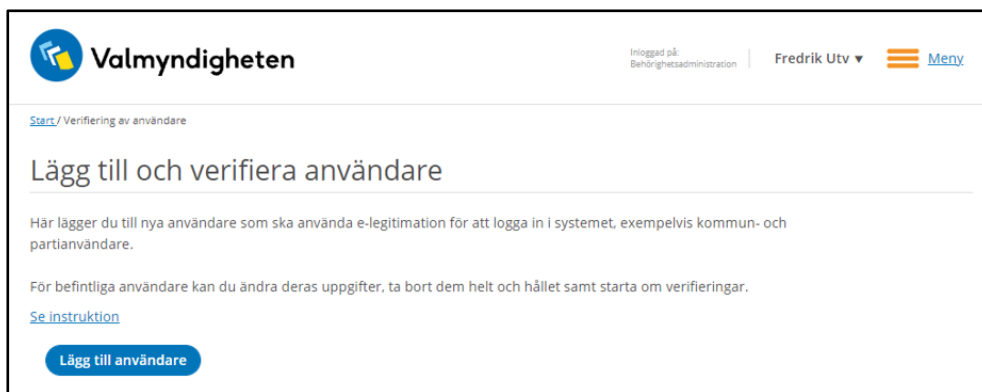 Valmyndigheten
Inloggad på:
Behörighetsadministration
Fredrik Utv ▼
Meny
Start / Verifiering av användare
Lägg till och verifiera användare
Här lägger du till nya användare som ska använda e-legitimation för att logga in i systemet, exempelvis kommun- och
partianvändare.
För befintliga användare kan du ändra deras uppgifter, ta bort dem helt och hållet samt starta om verifieringar.
Se instruktion
Lägg till användare